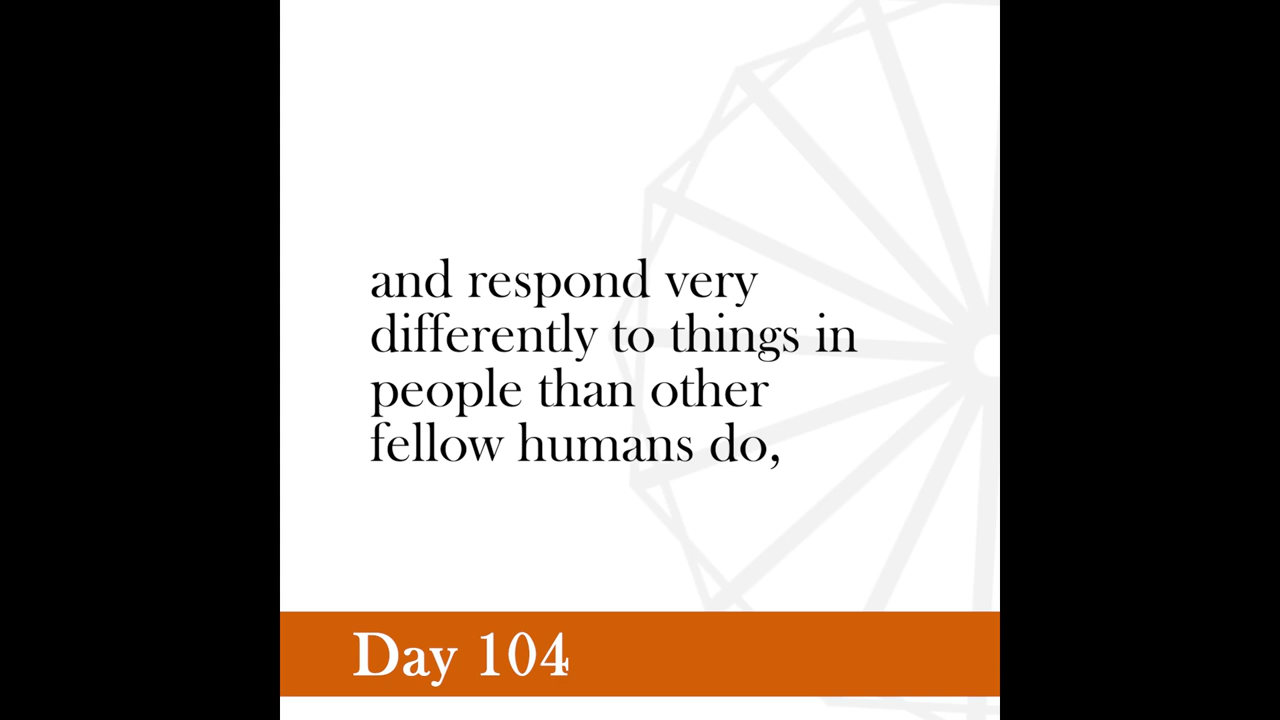 and respond very
differently to things in
people than other
fellow humans do,
Day 104